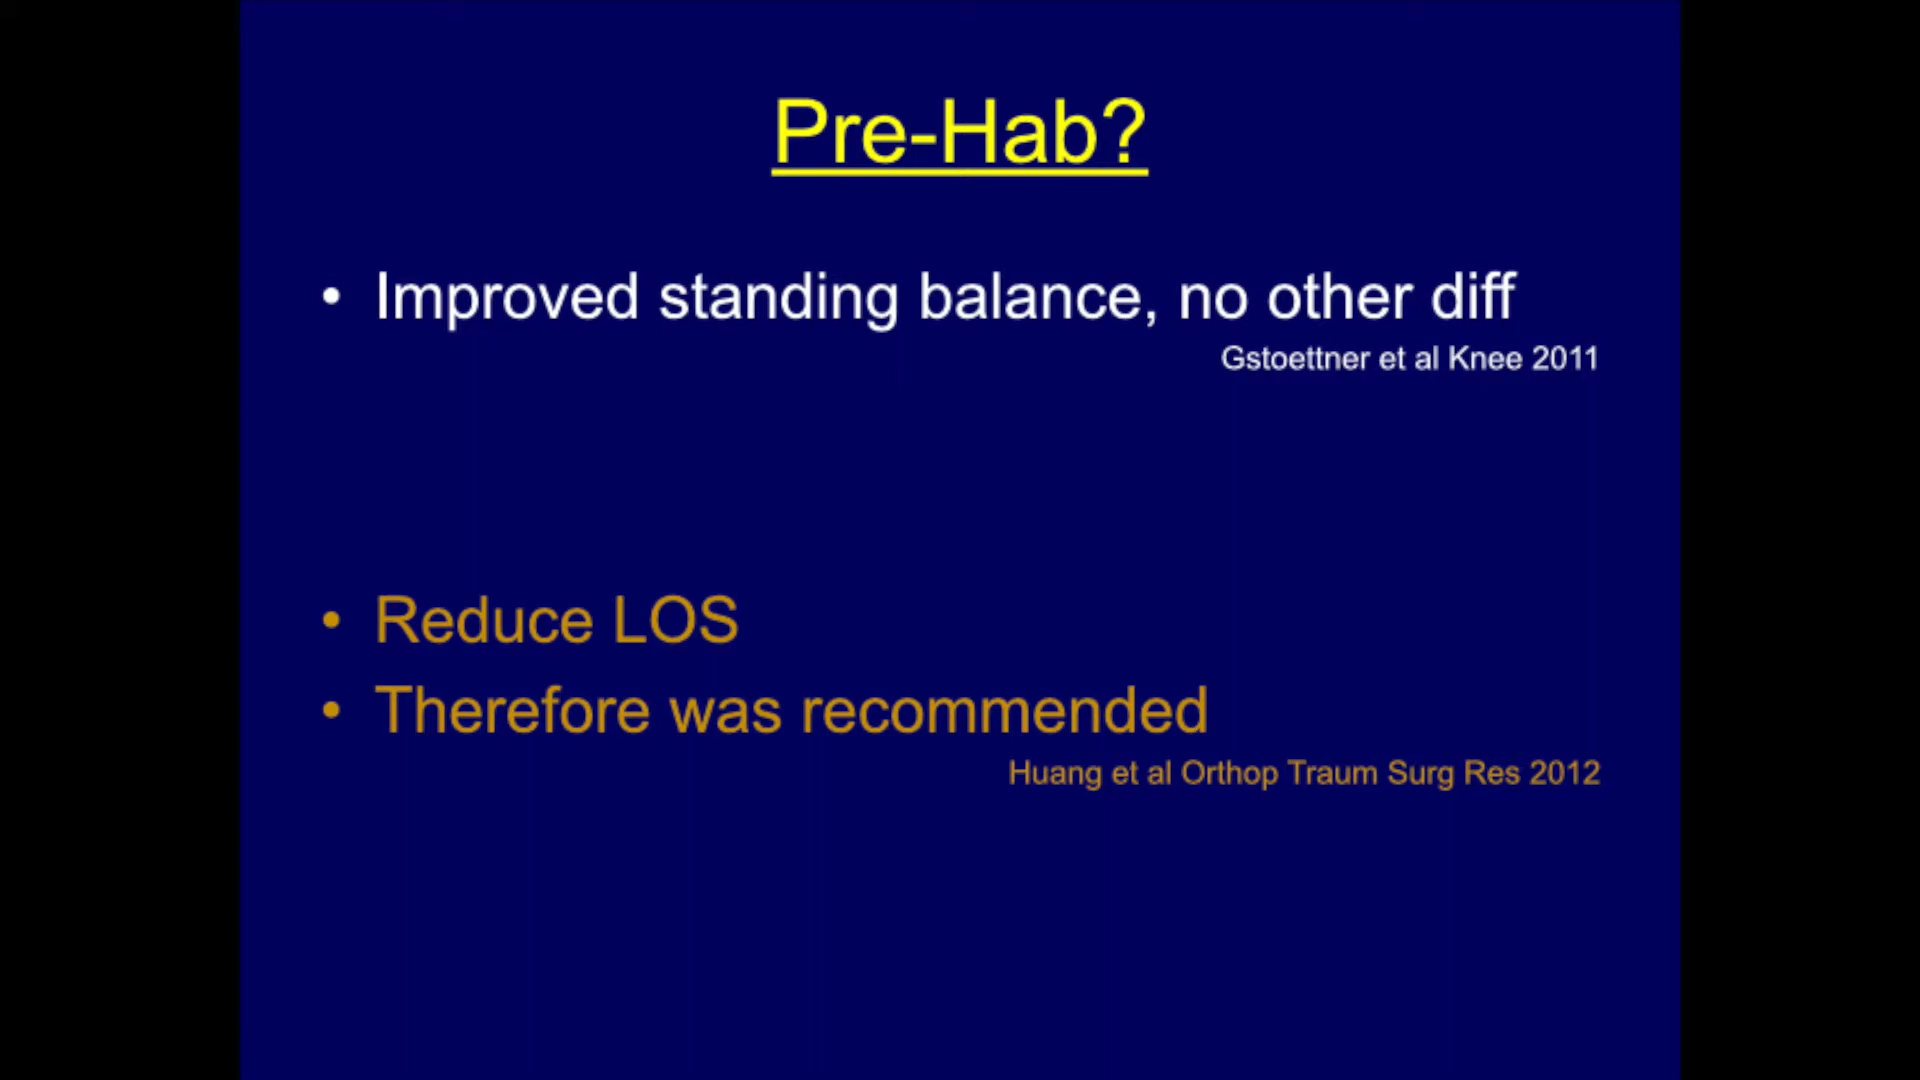 Pre-Hab?
• Improved standing balance, no other diff
Gstoettner et al Knee 2011
• Reduce LOS
• Therefore was recommended
Huang et al Orthop Traum Surg Res 2012